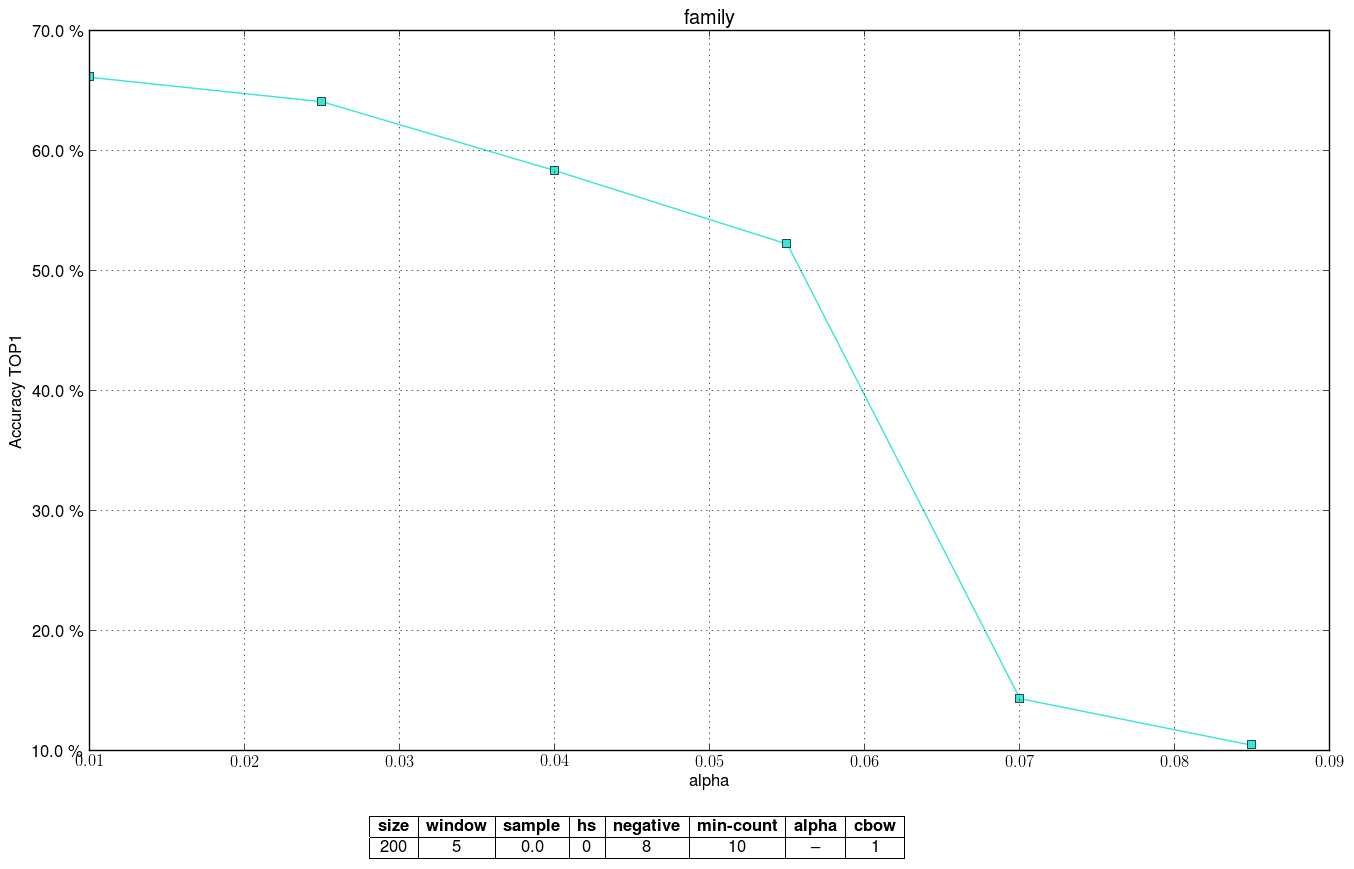 family
70.0 %
60.0 %
50.0 %
40.0 %
30.0 %
20.0 %
10.0 %
Accuracy TOP1
0.01 0.02 0.03 0.04 0.05 0.06 0.07 0.08 0.09
alpha
size window sample hs negative min-count alpha cbow
200 5 0.0 0 8 10 – 1